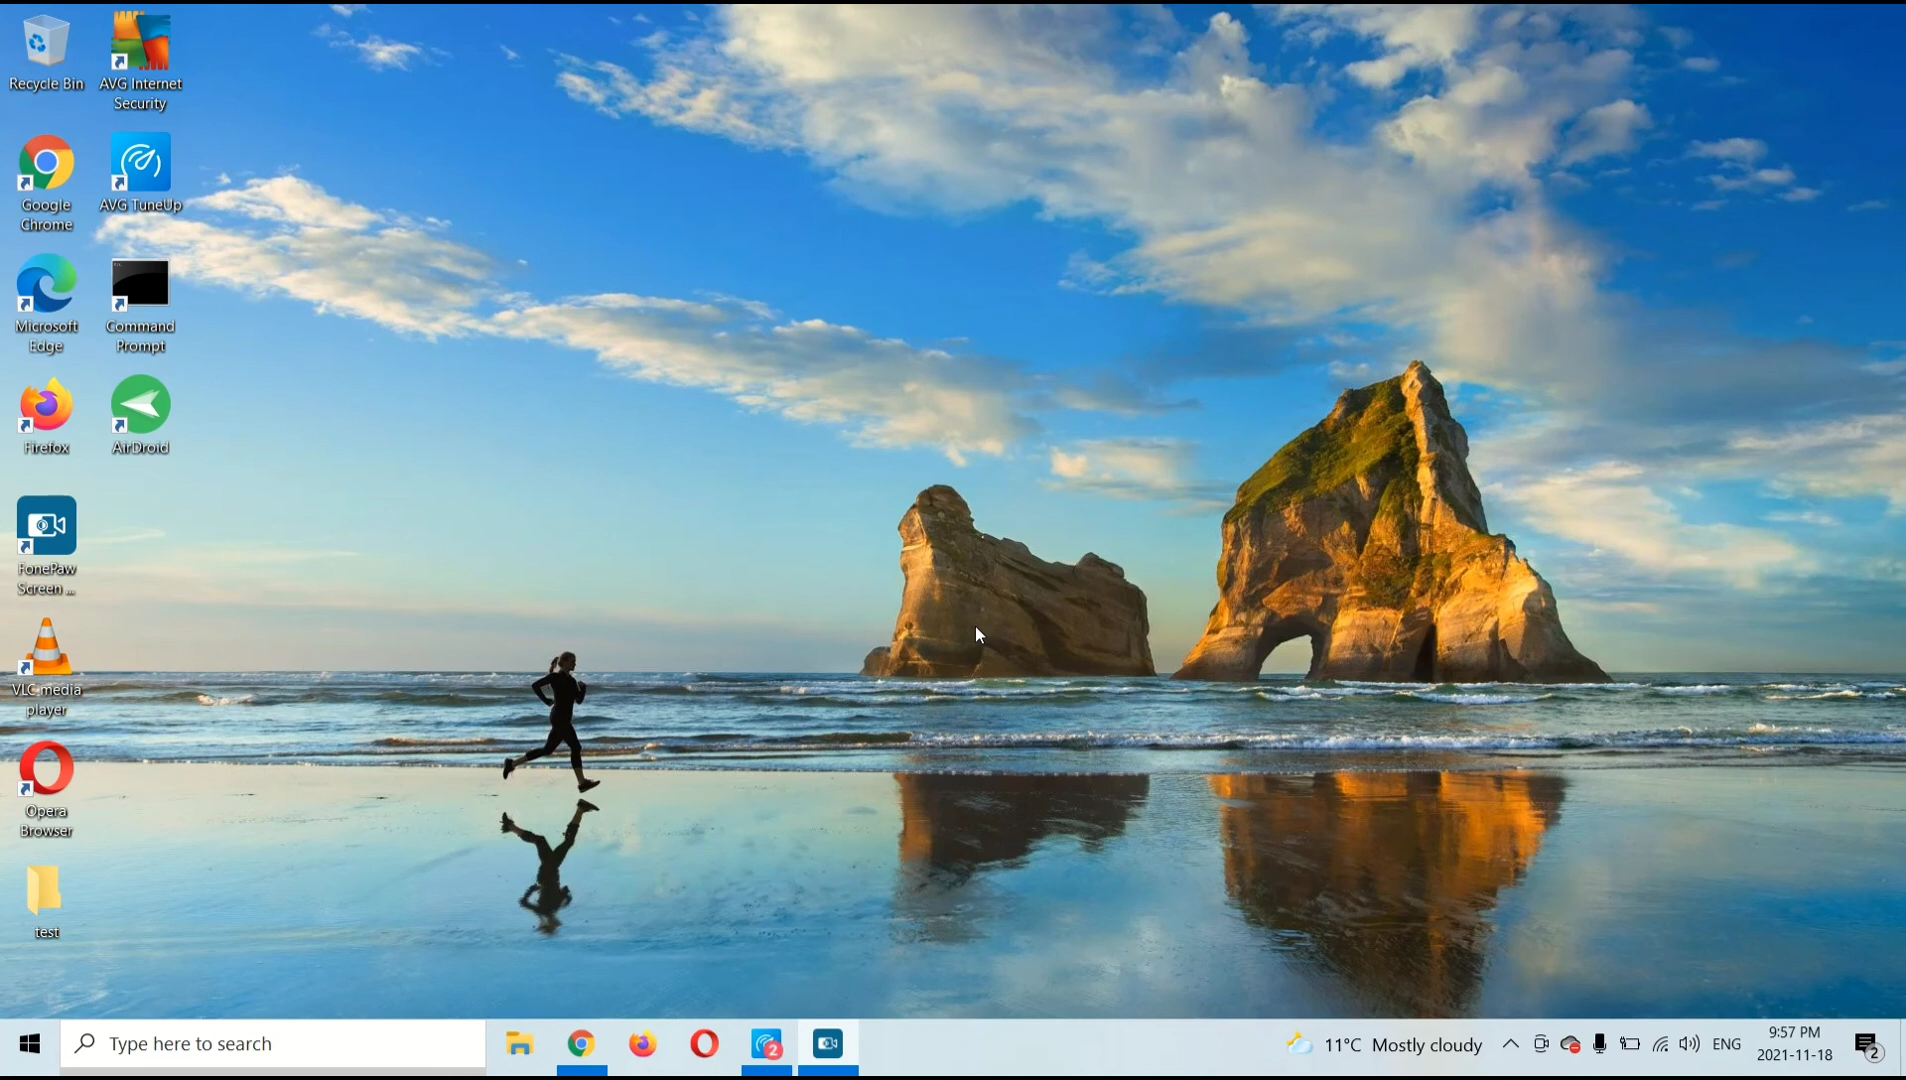 Recycle Bin
AVG Internet
Security
Google
Chrome
AVG TuneUp
Microsoft
Edge
Command
Prompt
Firefox
AirDroid
FonePaw
Screen ...
VLC media
player
Opera
Browser
test
Type here to search
2
11°C Mostly cloudy
ENG
9:57 PM
2021-11-18
2